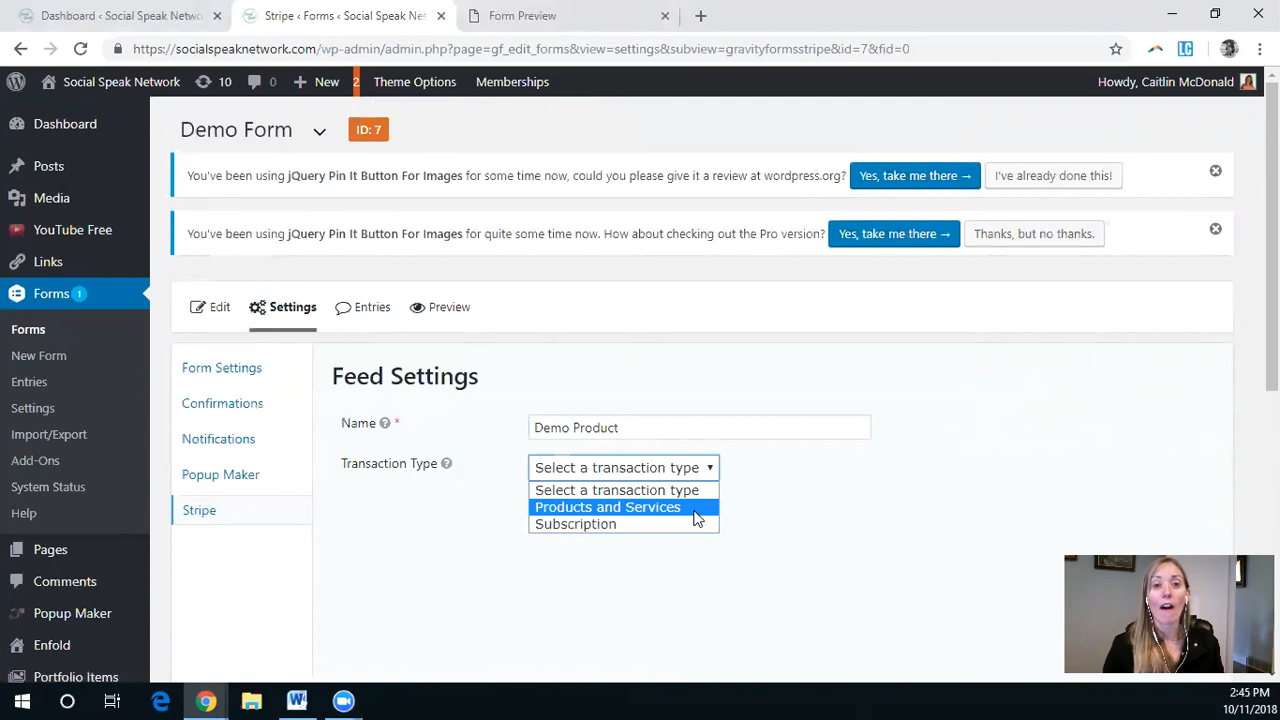 Dashboard < Social Speak Netwo
Stripe < Forms < Social Speak Net
Form Preview
https://socialspeaknetwork.com/wp-admin/admin.php?page=gf_edit_forms&view=settings&subview=gravityformsstripe&id=7&fid=0
Social Speak Network
10
0
New
2
Theme Options
Memberships
Howdy, Caitlin McDonald
Dashboard
Posts
Media
YouTube Free
Links
Forms 1
Forms
New Form
Entries
Settings
Import/Export
Add-Ons
System Status
Help
Pages
Comments
Popup Maker
Enfold
Portfolio Items
Demo Form
ID: 7
You've been using jQuery Pin It Button For Images for some time now, could you please give it a review at wordpress.org?
Yes, take me there →
I've already done this!
You've been using jQuery Pin It Button For Images for quite some time now. How about checking out the Pro version?
Yes, take me there →
Thanks, but no thanks.
Edit
Settings
Entries
Preview
Form Settings
Confirmations
Notifications
Popup Maker
Stripe
Feed Settings
Name ? *
Demo Product
Transaction Type ?
Select a transaction type
Select a transaction type
Products and Services
Subscription
2:45 PM
10/11/2018